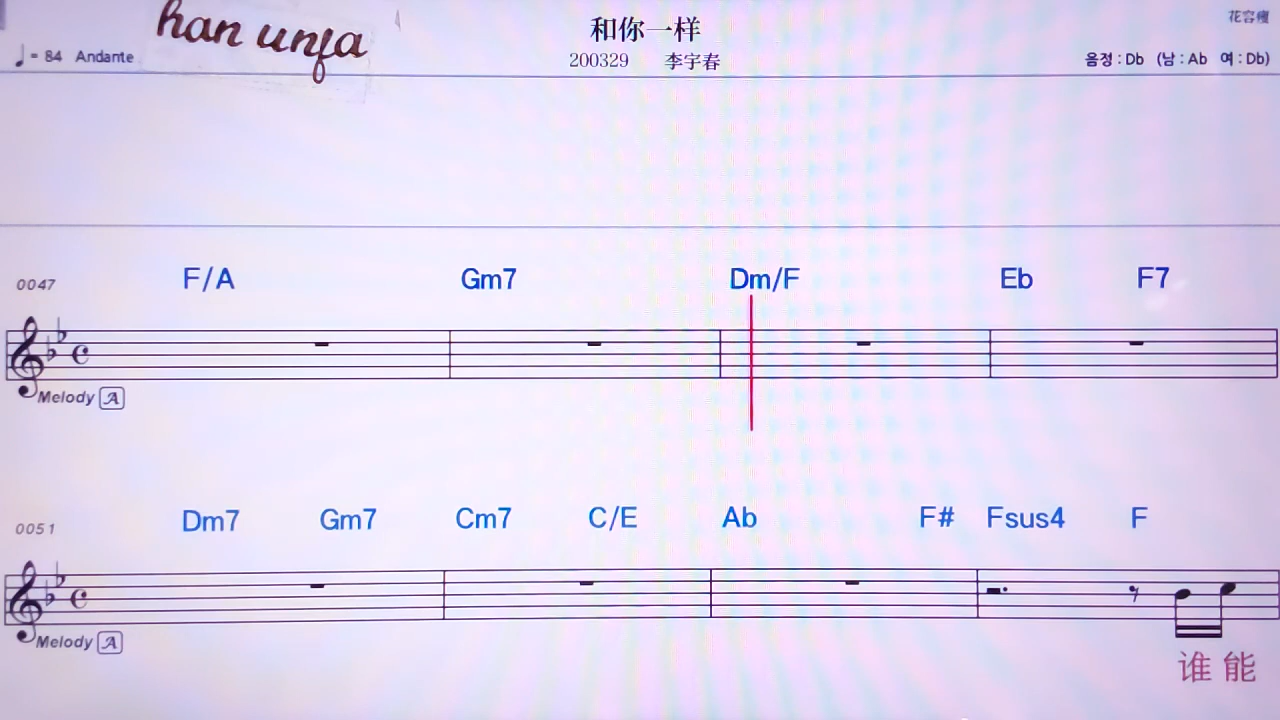 han unfa
和你一样
花容瘦
♩= 84 Andante
200329 李宇春
음정 : Db (남 : Ab 여 : Db)
0047 F/A Gm7 Dm/F Eb F7
Melody A
0051 Dm7 Gm7 Cm7 C/E Ab F# Fsus4 F
Melody A
谁 能